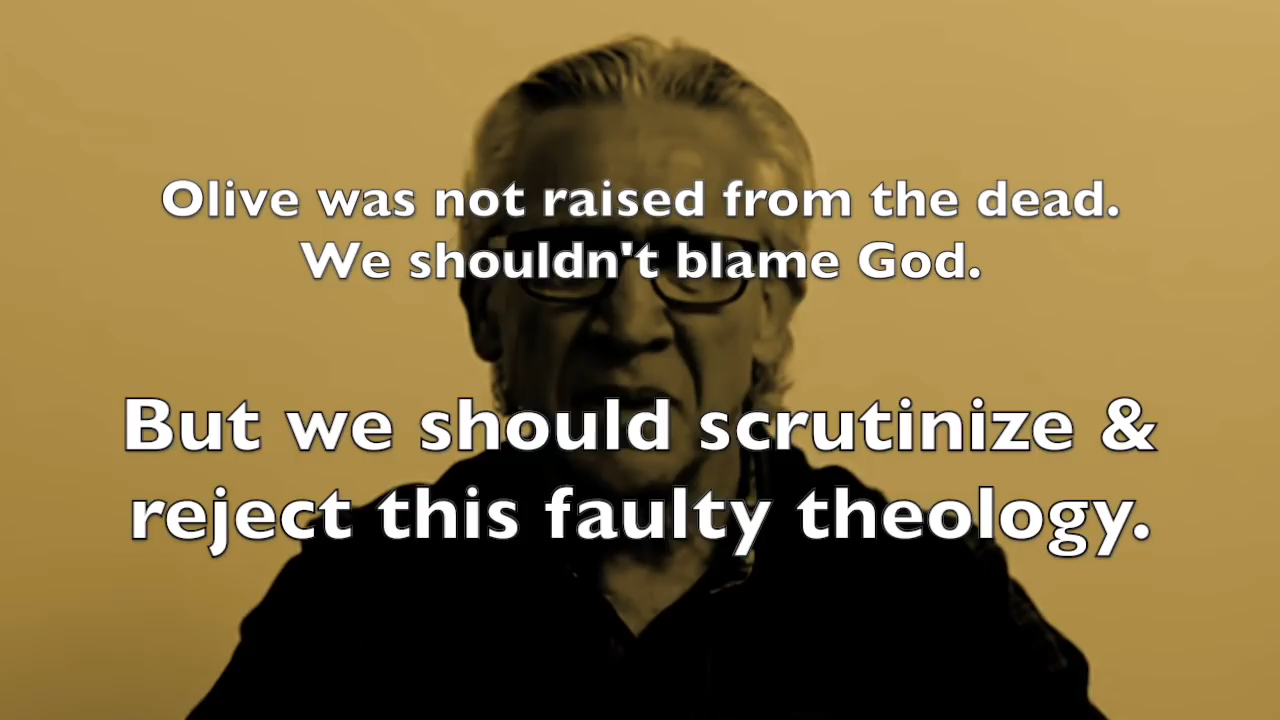 Olive was not raised from the dead.
We shouldn't blame God.
But we should scrutinize &
reject this faulty theology.